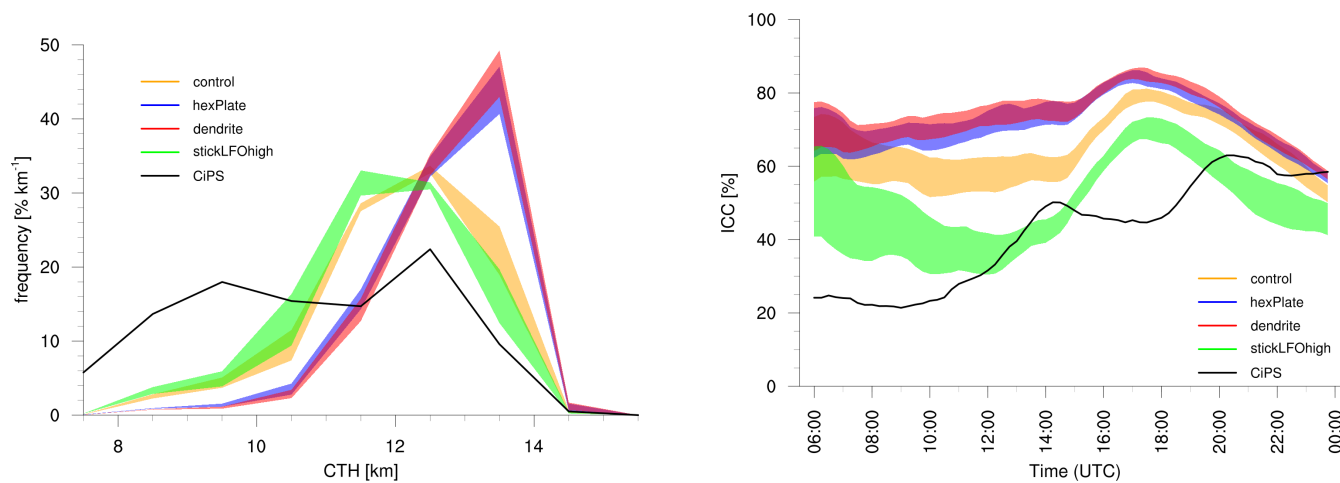 50
40
30
20
10
0
frequency [% km-1]
control
hexPlate
dendrite
stickLFOhigh
CiPS
8
10
12
14
CTH [km]
100
80
60
40
20
0
ICC [%]
control
hexPlate
dendrite
stickLFOhigh
CiPS
06:00
08:00
10:00
12:00
14:00
16:00
18:00
20:00
22:00
00:00
Time (UTC)